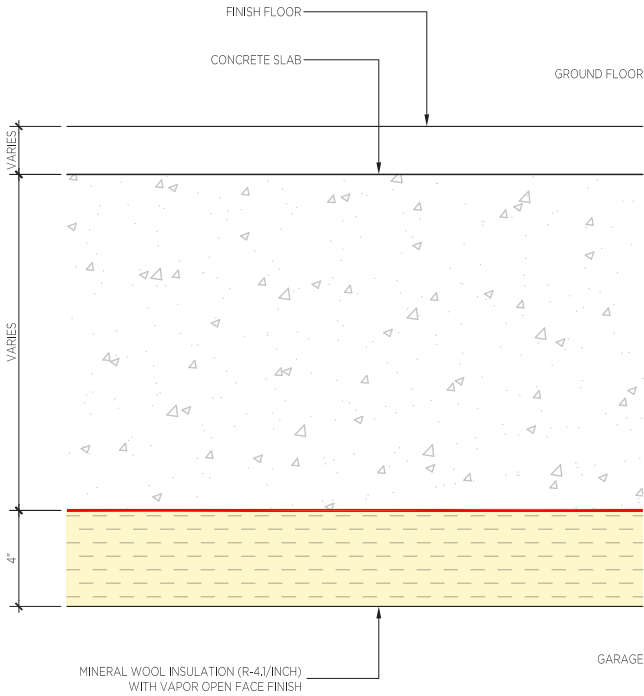 FINISH FLOOR
CONCRETE SLAB
GROUND FLOOR
VARIES
VARIES
4"
GARAGE
MINERAL WOOL INSULATION (R-4.1/INCH)
WITH VAPOR OPEN FACE FINISH